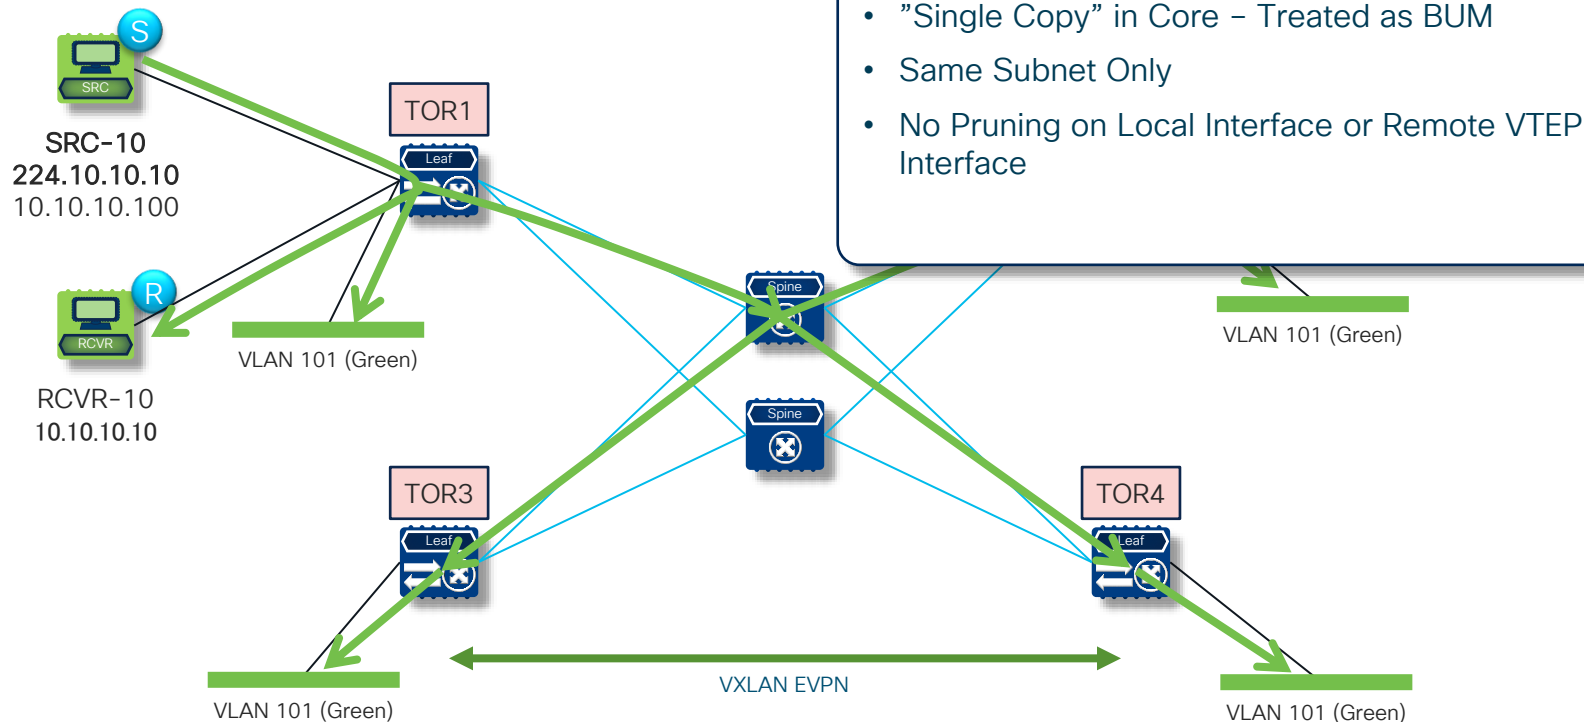 • ”Single Copy” in Core – Treated as BUM
• Same Subnet Only
• No Pruning on Local Interface or Remote VTEP
Interface
S
SRC
SRC-10
224.10.10.10
10.10.10.100
TOR1
Leaf
R
RCVR
RCVR-10
10.10.10.10
VLAN 101 (Green)
Spine
VLAN 101 (Green)
Spine
TOR3
Leaf
TOR4
Leaf
VXLAN EVPN
VLAN 101 (Green)
VLAN 101 (Green)